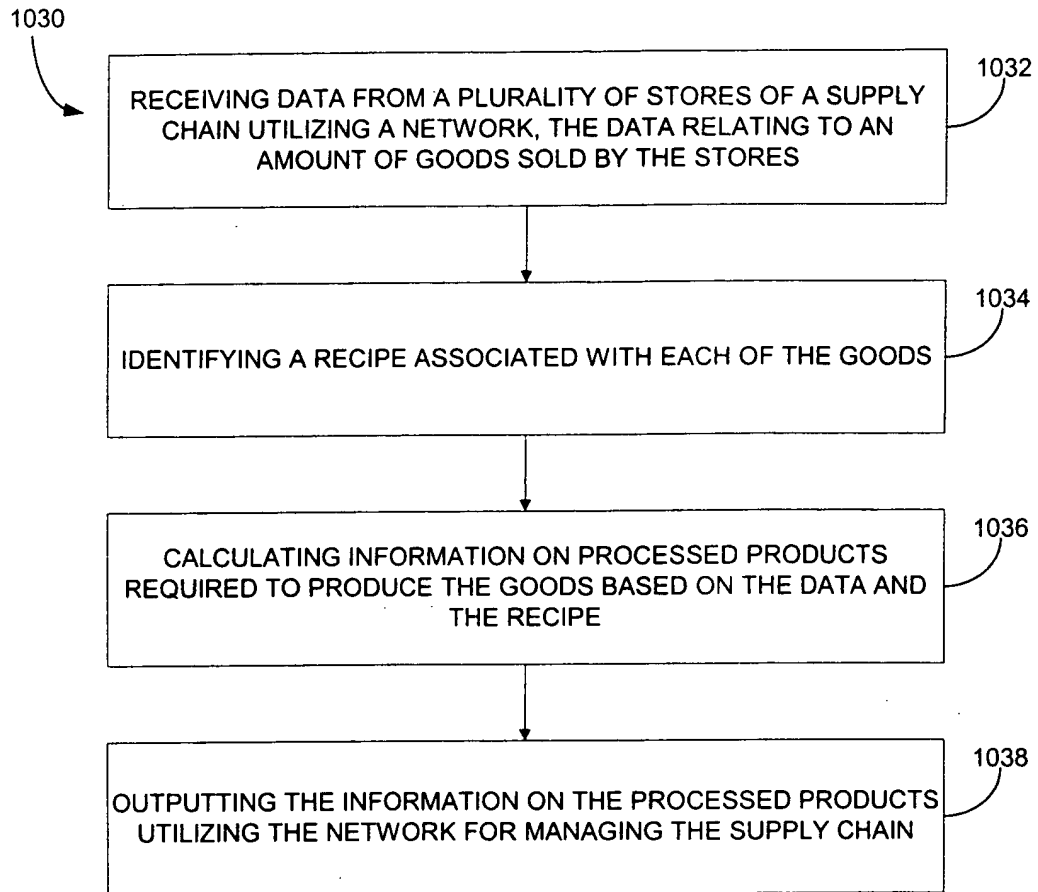 1030
1032
RECEIVING DATA FROM A PLURALITY OF STORES OF A SUPPLY
CHAIN UTILIZING A NETWORK, THE DATA RELATING TO AN
AMOUNT OF GOODS SOLD BY THE STORES
1034
IDENTIFYING A RECIPE ASSOCIATED WITH EACH OF THE GOODS
1036
CALCULATING INFORMATION ON PROCESSED PRODUCTS
REQUIRED TO PRODUCE THE GOODS BASED ON THE DATA AND
THE RECIPE
1038
OUTPUTTING THE INFORMATION ON THE PROCESSED PRODUCTS
UTILIZING THE NETWORK FOR MANAGING THE SUPPLY CHAIN